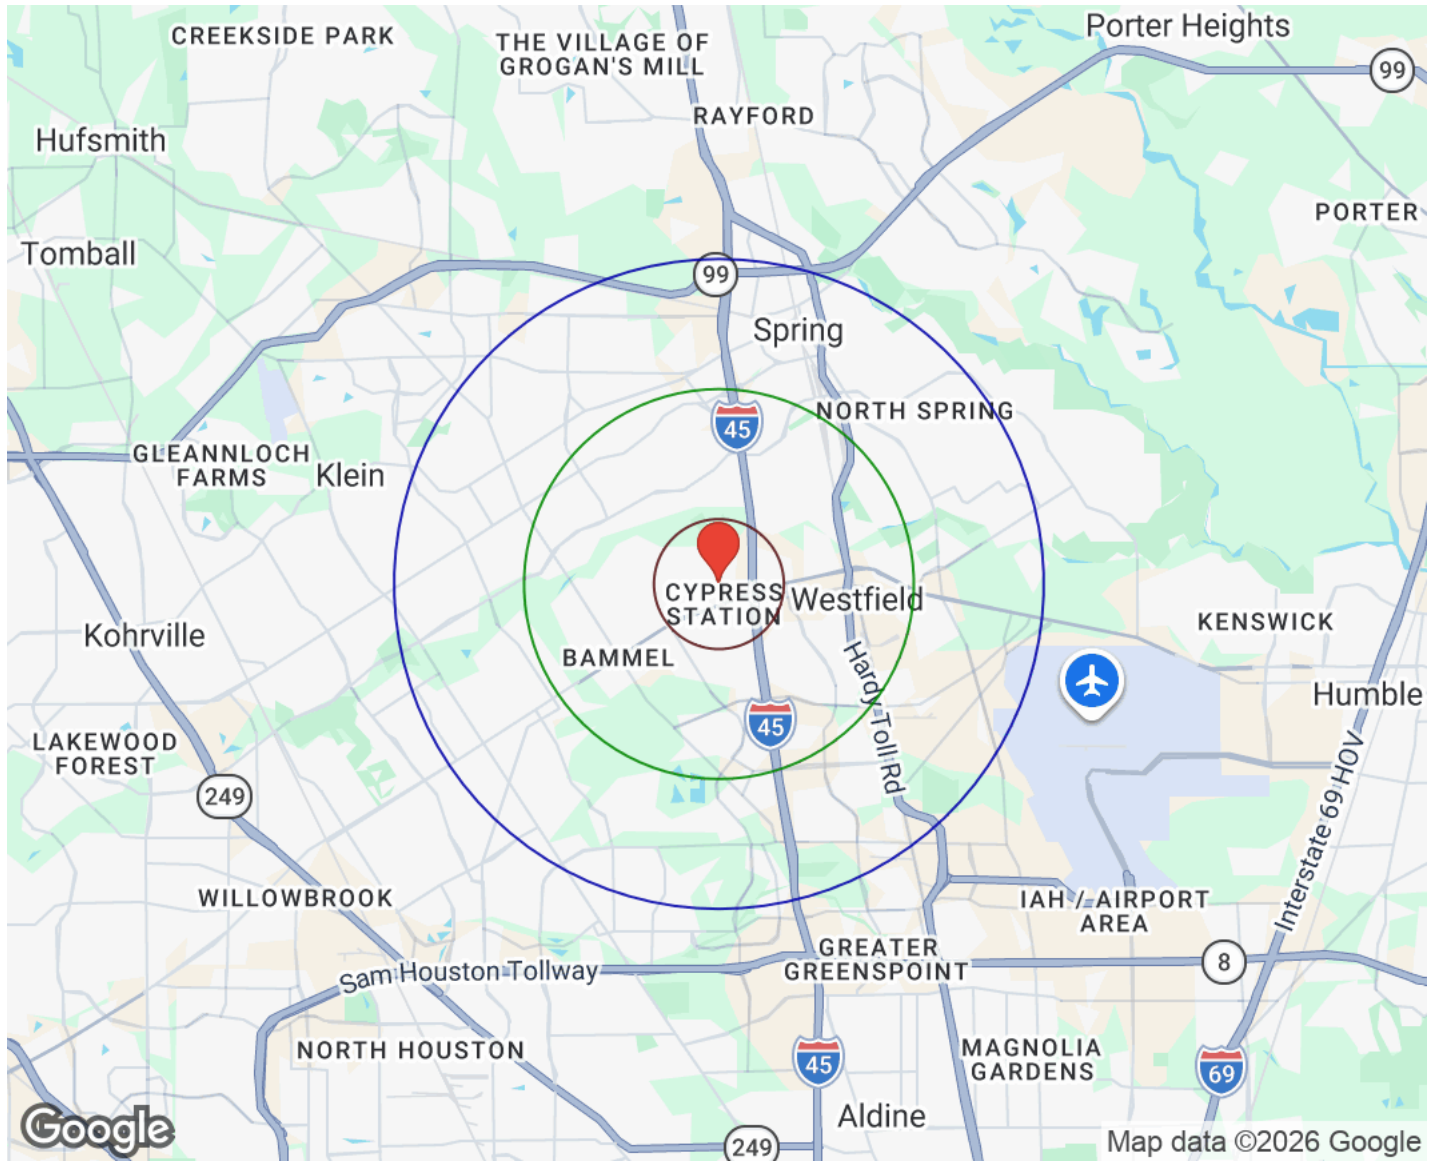 Porter Heights
CREEKSIDE PARK
THE VILLAGE OF
GROGAN'S MILL
99
RAYFORD
Hufsmith
PORTER
Tomball
99
Spring
NORTH SPRING
45
GLEANNLOCH
FARMS
Klein
CYPRESS
STATION
Westfield
KENSWICK
Kohrville
BAMMEL
Hardy Toll Rd
Humble
45
LAKEWOOD
FOREST
249
Interstate 69 HOV
WILLOWBROOK
IAH / AIRPORT
AREA
GREATER
GREENSPOINT
8
Sam Houston Tollway
NORTH HOUSTON
45
MAGNOLIA
GARDENS
69
Aldine
Google
249
Map data ©2026 Google